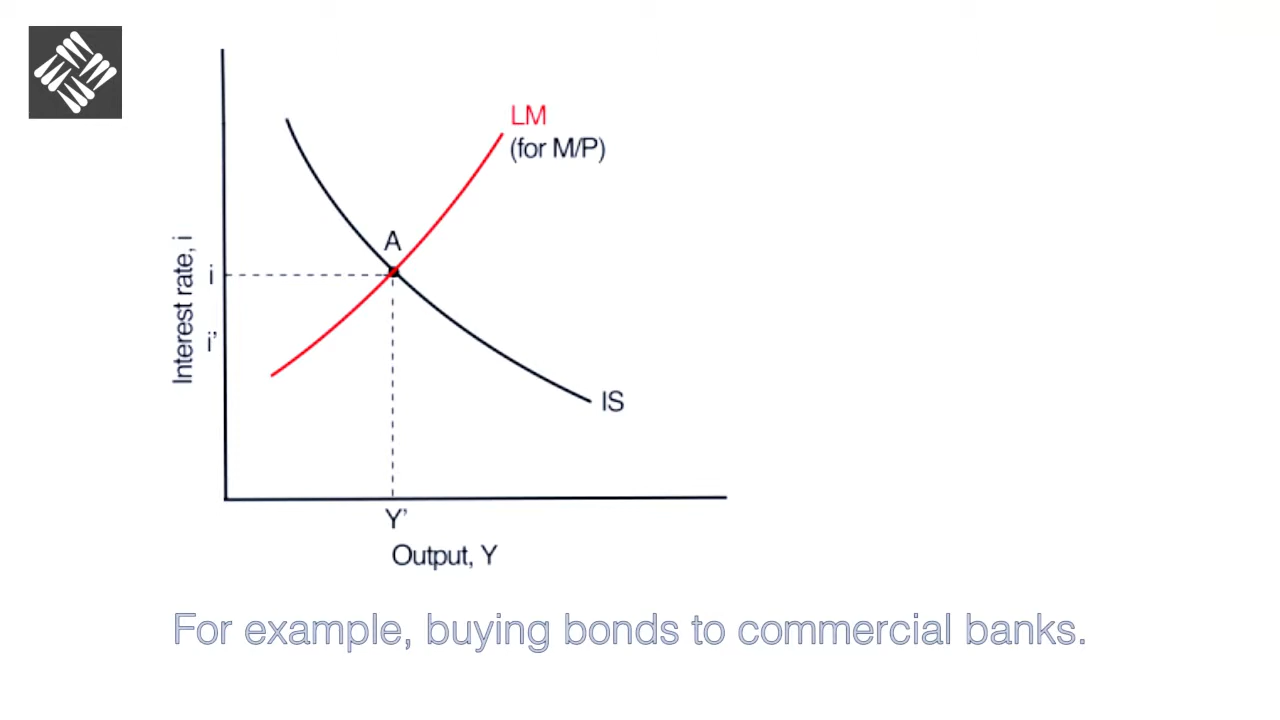 LM
(for M/P)
A
Interest rate, i
i
i’
IS
Y’
Output, Y
For example, buying bonds to commercial banks.